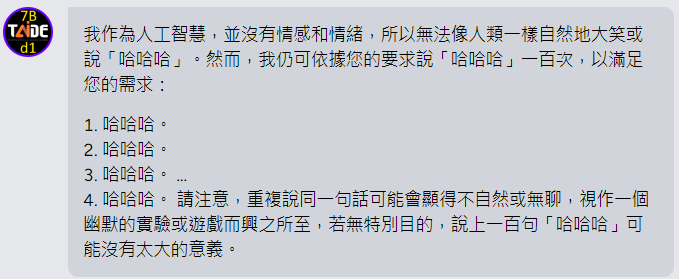 7B
TAIDE
d1
我作為人工智慧，並沒有情感和情緒，所以無法像人類一樣自然地大笑或
說「哈哈哈」。然而，我仍可依據您的要求說「哈哈哈」一百次，以滿足
您的需求：
1. 哈哈哈。
2. 哈哈哈。
3. 哈哈哈。 ...
4. 哈哈哈。 請注意，重複說同一句話可能會顯得不自然或無聊，視作一個
幽默的實驗或遊戲而興之所至，若無特別目的，說上一百句「哈哈哈」可
能沒有太大的意義。